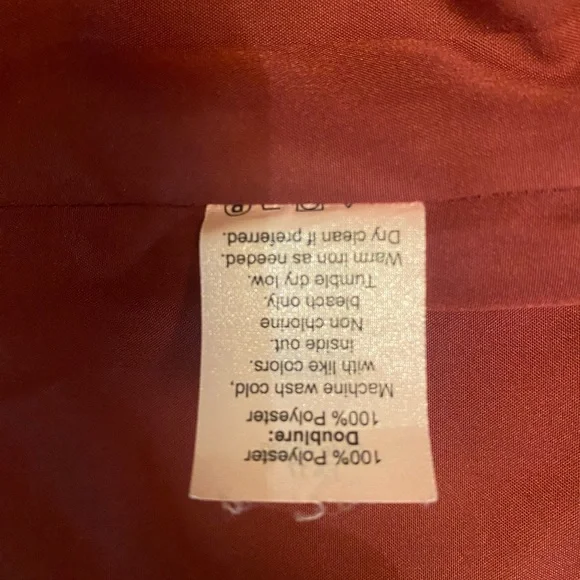 100% Polyester
Doublure:
100% Polyester
Machine wash cold,
with like colors.
inside out.
Non chlorine
bleach only.
Tumble dry low.
Warm iron as needed.
Dry clean if preferred.